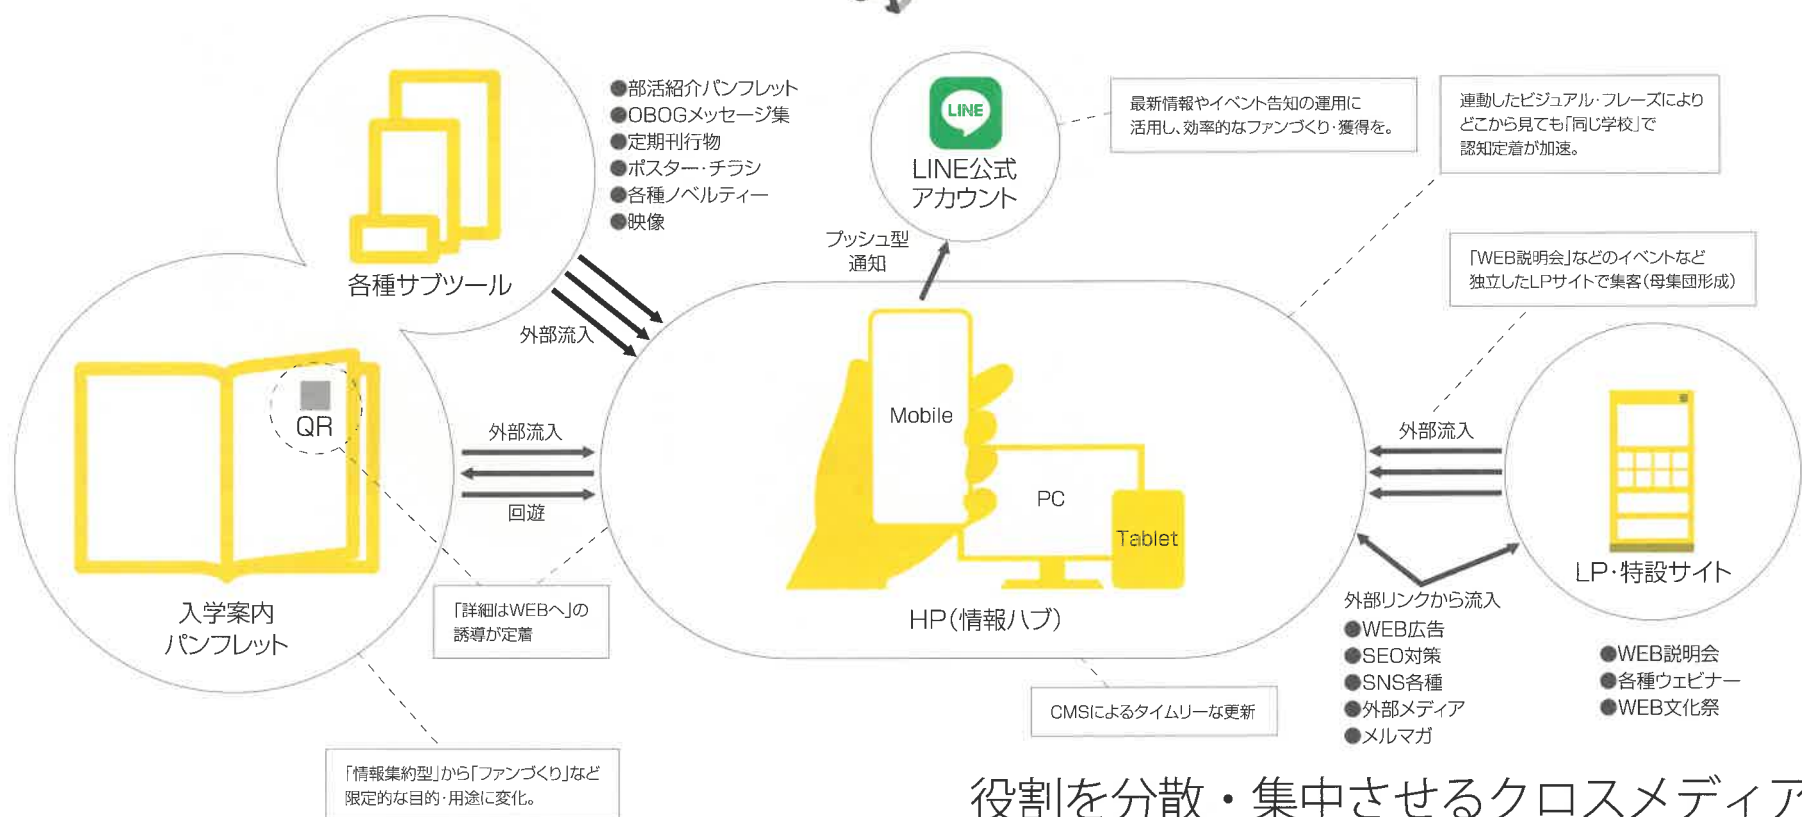 ●部活紹介パンフレット
●OBOGメッセージ集
●定期刊行物
●ポスター・チラシ
●各種ノベルティー
●映像
各種サブツール
外部流入
LINE
LINE公式
アカウント
プッシュ型
通知
最新情報やイベント告知の運用に
活用し、効率的なファンづくり・獲得を。
連動したビジュアル・フレーズにより
どこから見ても「同じ学校」で
認知定着が加速。
「WEB説明会」などのイベントなど
独立したLPサイトで集客(母集団形成)
QR
入学案内
パンフレット
外部流入
回遊
「詳細はWEBへ」の
誘導が定着
「情報集約型」から「ファンづくり」など
限定的な目的・用途に変化。
Mobile
PC
Tablet
HP(情報ハブ)
CMSによるタイムリーな更新
外部流入
LP・特設サイト
外部リンクから流入
●WEB広告
●SEO対策
●SNS各種
●外部メディア
●メルマガ
●WEB説明会
●各種ウェビナー
●WEB文化祭
役割を分散・集中させるクロスメディア